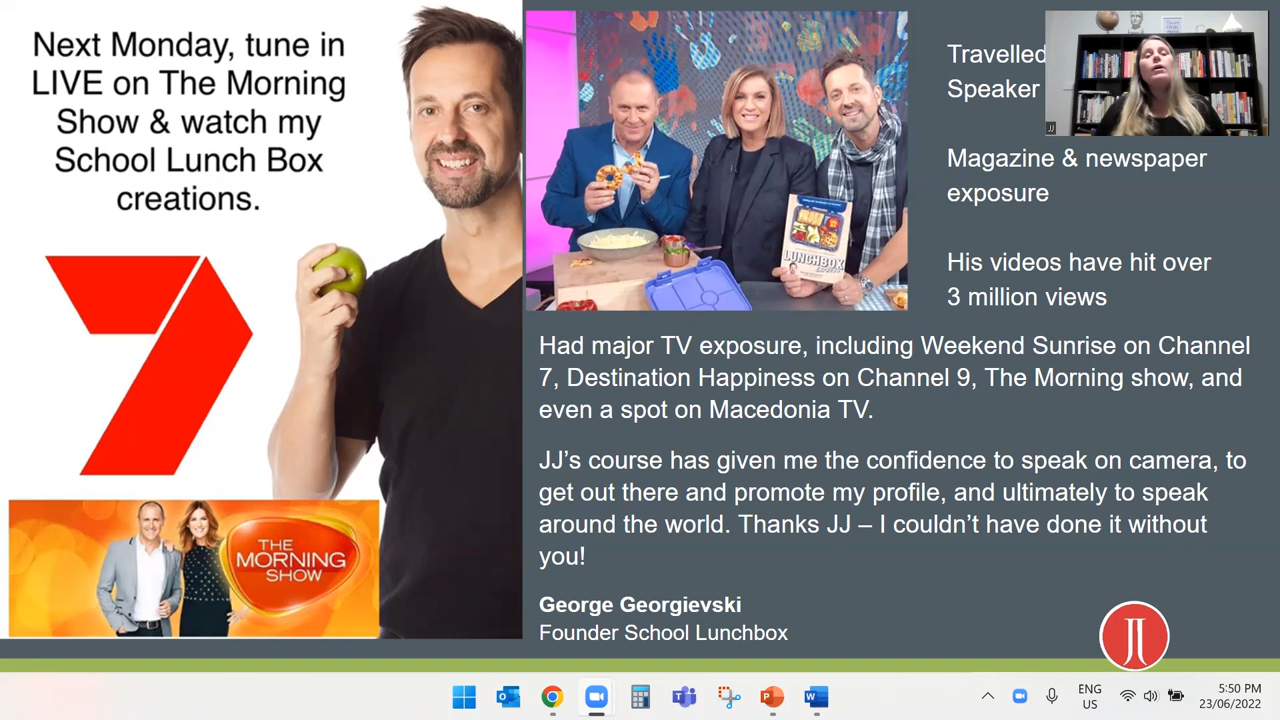 Next Monday, tune in
LIVE on The Morning
Show & watch my
School Lunch Box
creations.
7
THE
MORNING
SHOW
LUNCHBOX
Travelled
Speaker
Magazine & newspaper
exposure
His videos have hit over
3 million views
JJ
Had major TV exposure, including Weekend Sunrise on Channel
7, Destination Happiness on Channel 9, The Morning show, and
even a spot on Macedonia TV.
JJ’s course has given me the confidence to speak on camera, to
get out there and promote my profile, and ultimately to speak
around the world. Thanks JJ – I couldn’t have done it without
you!
George Georgievski
Founder School Lunchbox
JJ
ENG
US
5:50 PM
23/06/2022